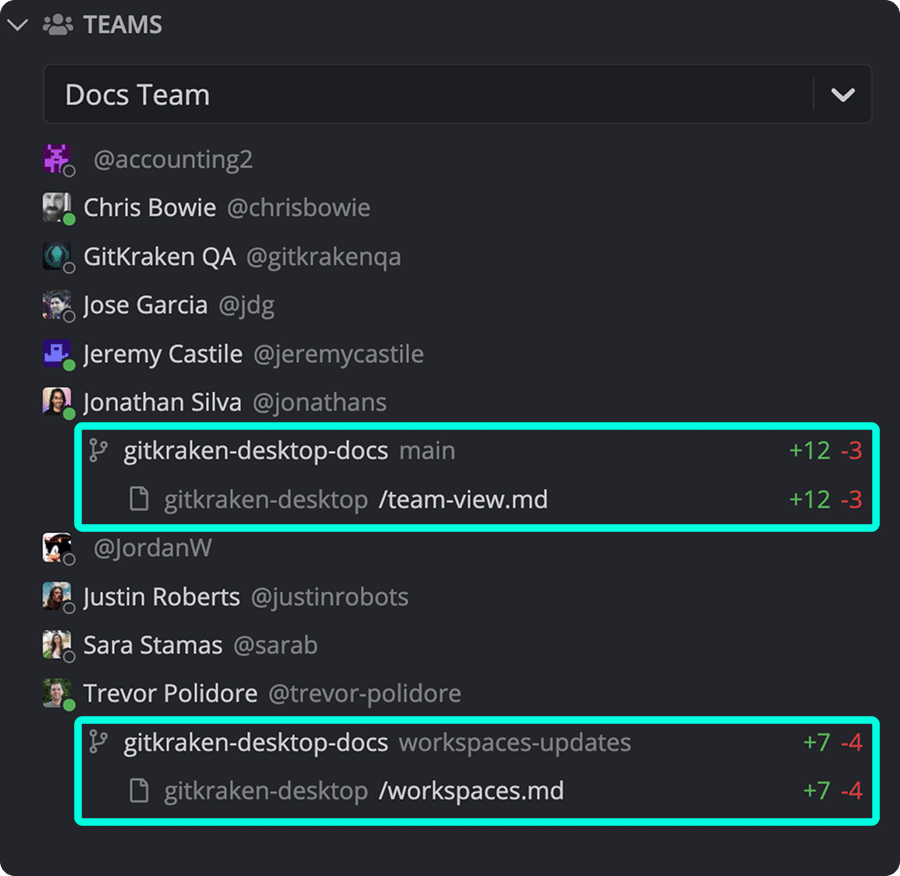 TEAMS
Docs Team
@accounting2
Chris Bowie @chrisbowie
GitKraken QA @gitkrakenqa
Jose Garcia @jdg
Jeremy Castile @jeremycastile
Jonathan Silva @jonathans
gitkraken-desktop-docs main +12 -3
gitkraken-desktop /team-view.md +12 -3
@JordanW
Justin Roberts @justinrobots
Sara Stamas @sarab
Trevor Polidore @trevor-polidore
gitkraken-desktop-docs workspaces-updates +7 -4
gitkraken-desktop /workspaces.md +7 -4